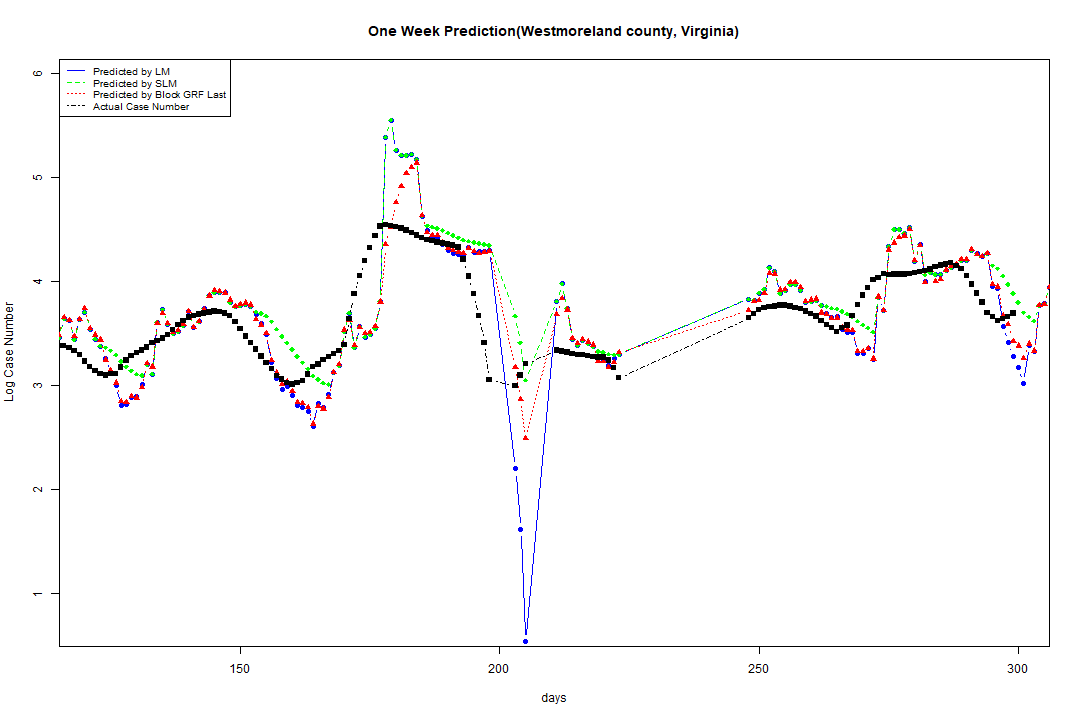 One Week Prediction(Westmoreland county, Virginia)
Predicted by LM
Predicted by SLM
Predicted by Block GRF Last
Actual Case Number
6
5
4
3
2
1
Log Case Number
150
200
250
300
days